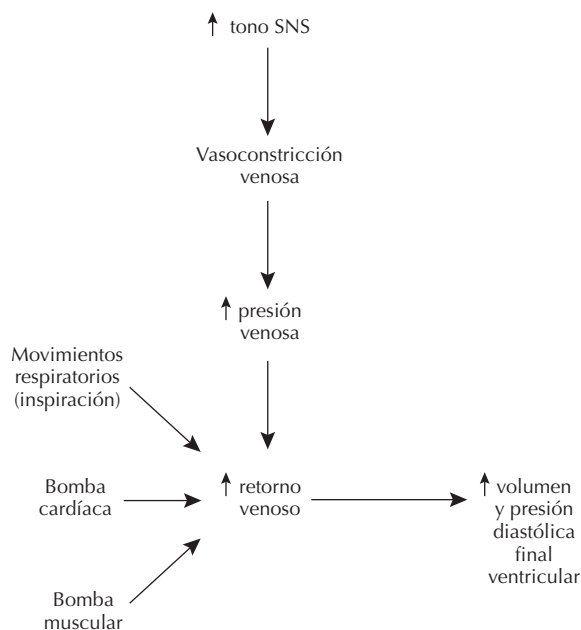 ↑ tono SNS
Vasoconstricción
venosa
↑ presión
venosa
Movimientos
respiratorios
(inspiración)
Bomba
cardíaca
↑ retorno
venoso
↑ volumen
y presión
diastólica
final
ventricular
Bomba
muscular